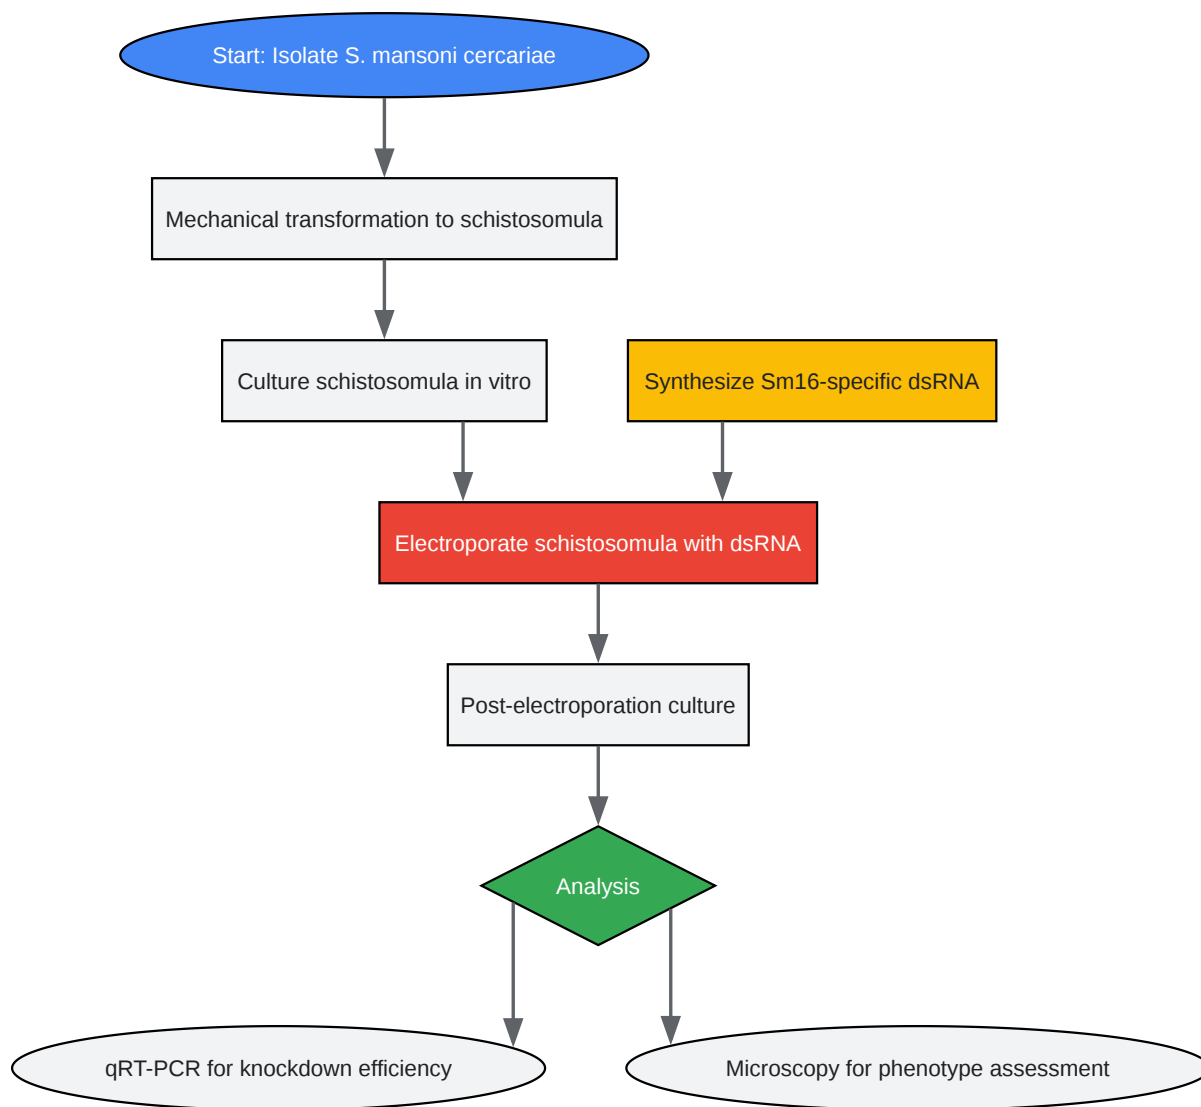 Start: Isolate S. mansoni cercariae
Mechanical transformation to schistosomula
Culture schistosomula in vitro
Synthesize Sm16-specific dsRNA
Electroporate schistosomula with dsRNA
Post-electroporation culture
Analysis
qRT-PCR for knockdown efficiency
Microscopy for phenotype assessment